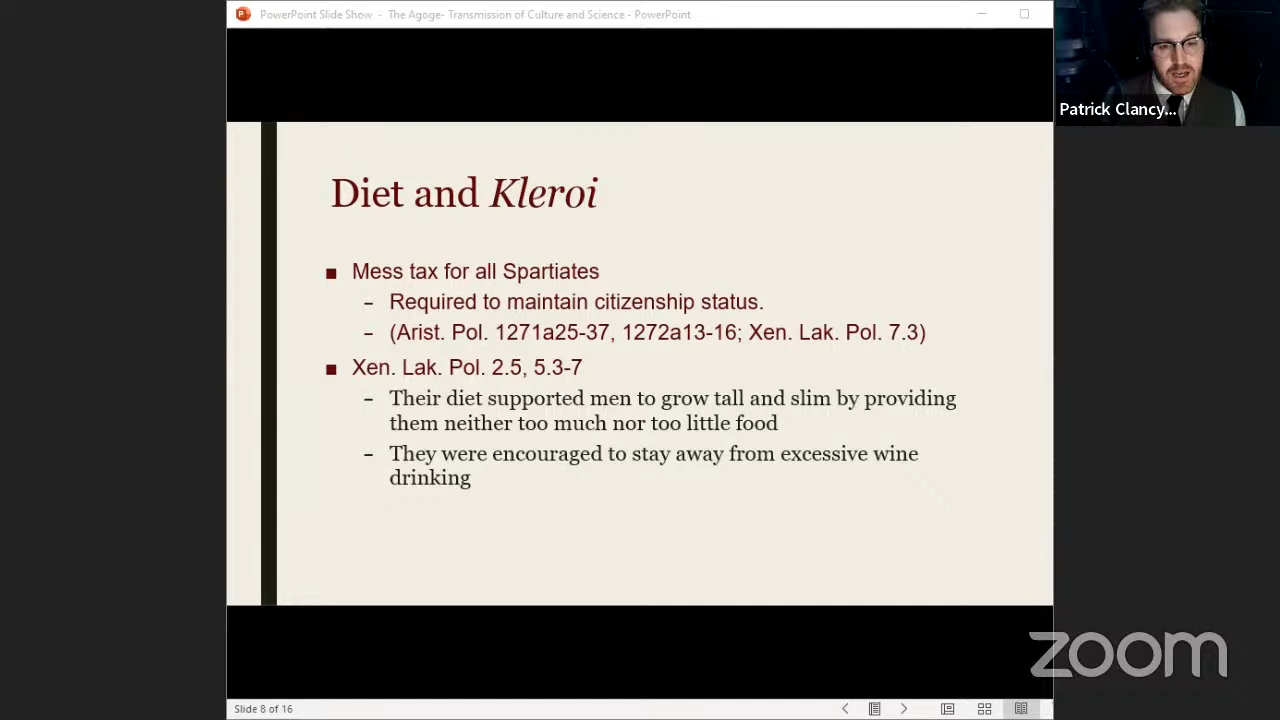 PowerPoint Slide Show - The Agoge- Transmission of Culture and Science - PowerPoint
Patrick Clancy...
Diet and Kleroi
■ Mess tax for all Spartiates
– Required to maintain citizenship status.
– (Arist. Pol. 1271a25-37, 1272a13-16; Xen. Lak. Pol. 7.3)
■ Xen. Lak. Pol. 2.5, 5.3-7
– Their diet supported men to grow tall and slim by providing
them neither too much nor too little food
– They were encouraged to stay away from excessive wine
drinking
zoom
Slide 8 of 16